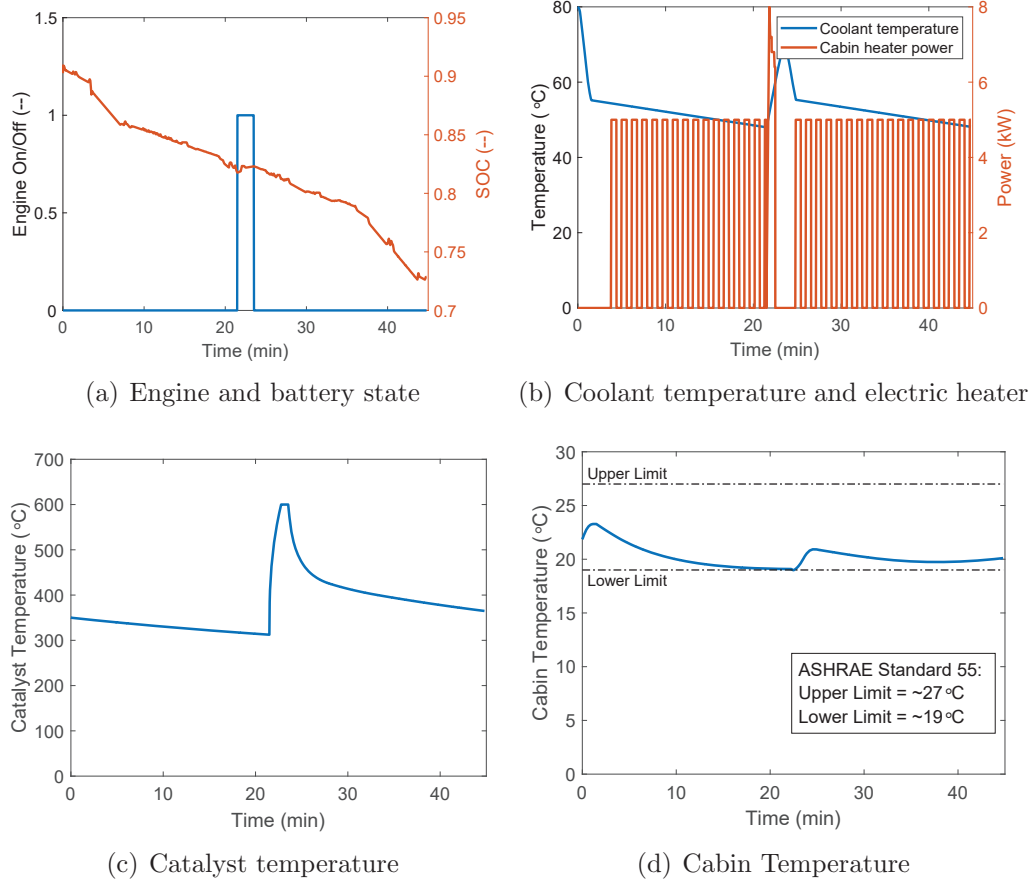 1.5
1
0.5
0
0.95
0.9
0.85
0.8
0.75
0.7
0
10
20
30
40
Engine On/Off (--)
SOC (--)
Time (min)
(a) Engine and battery state
80
60
40
20
0
8
6
4
2
0
0
10
20
30
40
Coolant temperature
Cabin heater power
Temperature (°C)
Power (kW)
Time (min)
(b) Coolant temperature and electric heater
700
600
500
400
300
200
100
0
0
10
20
30
40
Catalyst Temperature (°C)
Time (min)
(c) Catalyst temperature
30
25
20
15
10
5
0
0
10
20
30
40
Upper Limit
Lower Limit
ASHRAE Standard 55:
Upper Limit = ~27°C
Lower Limit = ~19°C
Cabin Temperature (°C)
Time (min)
(d) Cabin Temperature